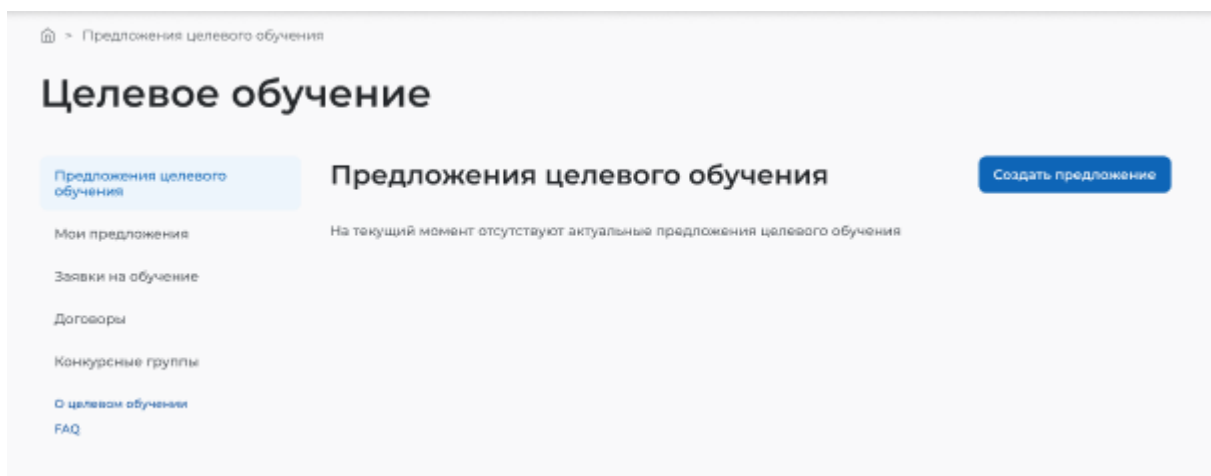 > Предложения целевого обучения
Целевое обучение
Предложения целевого
обучения
Предложения целевого обучения
Создать предложение
Мои предложения
На текущий момент отсутствуют актуальные предложения целевого обучения
Заявки на обучение
Договоры
Конкурсные группы
О целевом обучении
FAQ